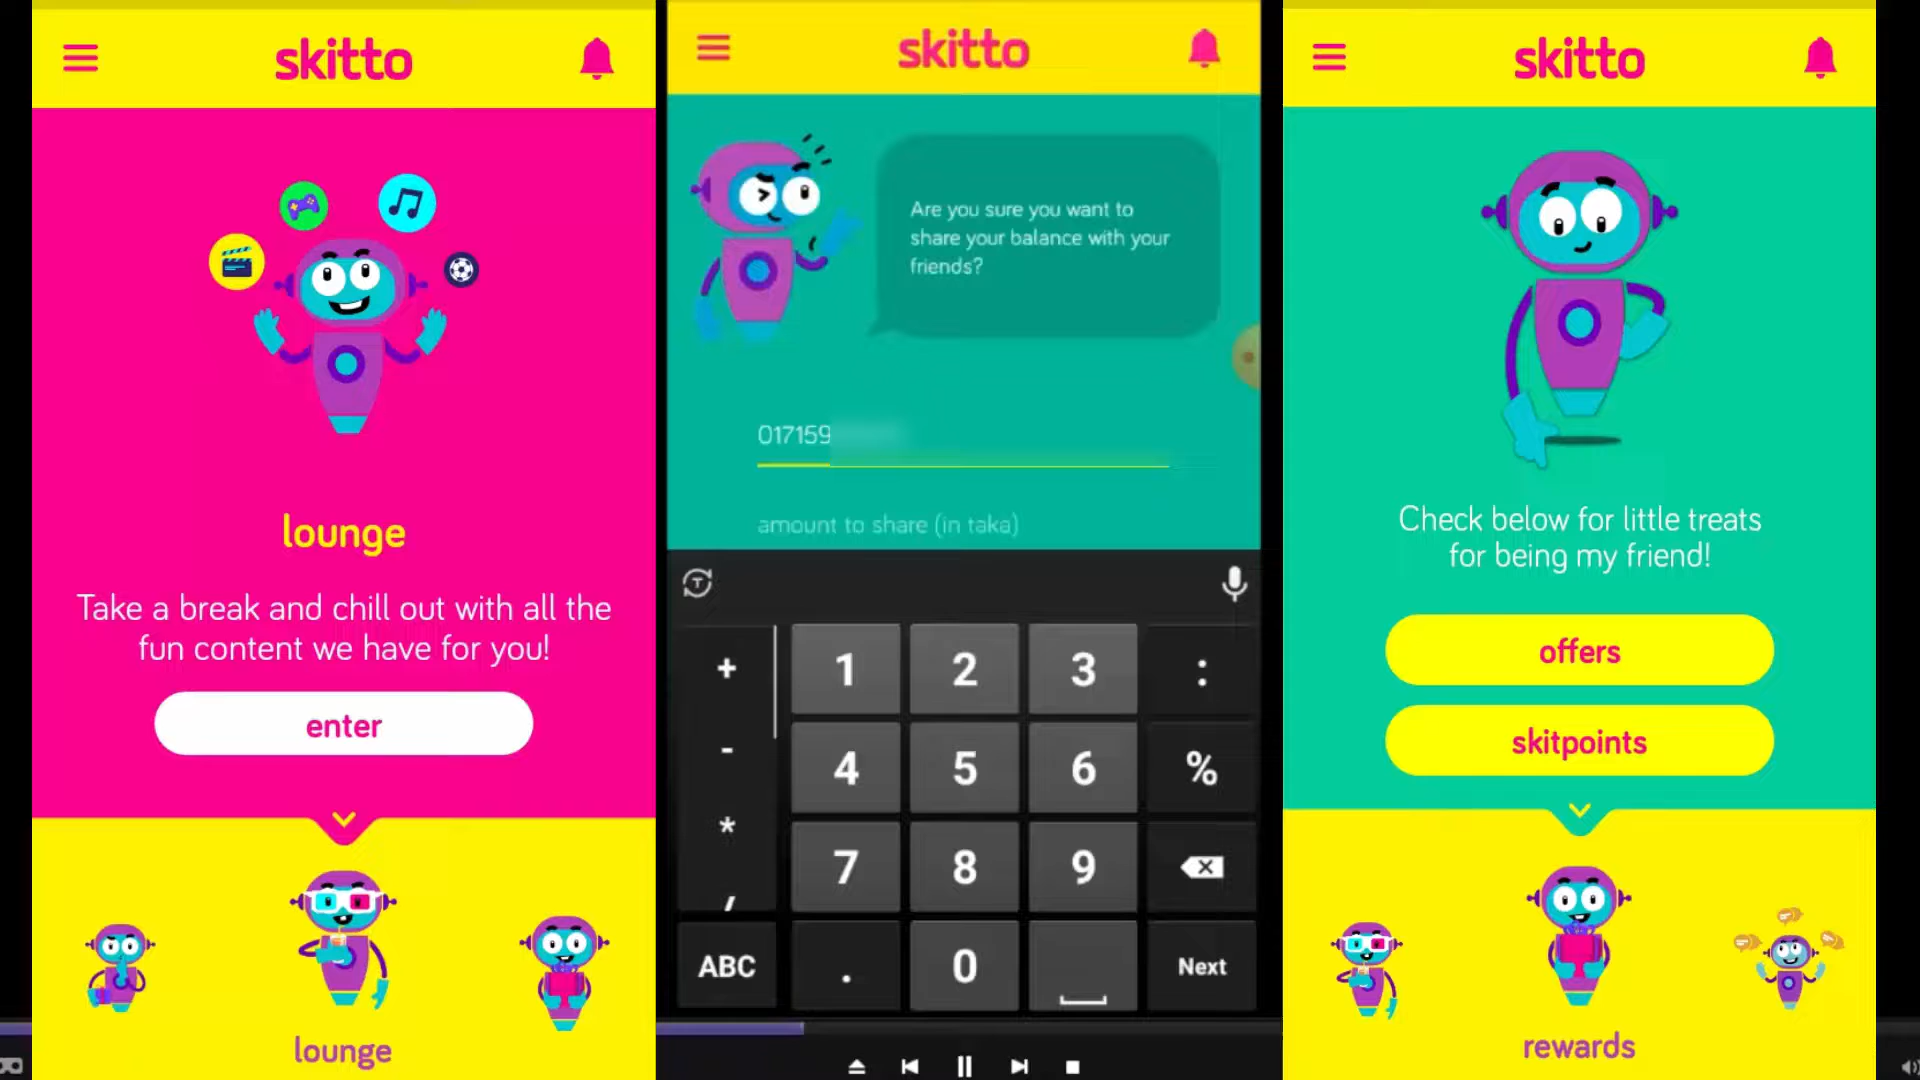 skitto
lounge
Take a break and chill out with all the
fun content we have for you!
enter
lounge
skitto
Are you sure you want to
share your balance with your
friends?
017159
amount to share (in taka)
+ 1 2 3 :
- 4 5 6 %
* 7 8 9
/
ABC . 0 Next
skitto
Check below for little treats
for being my friend!
offers
skitpoints
rewards